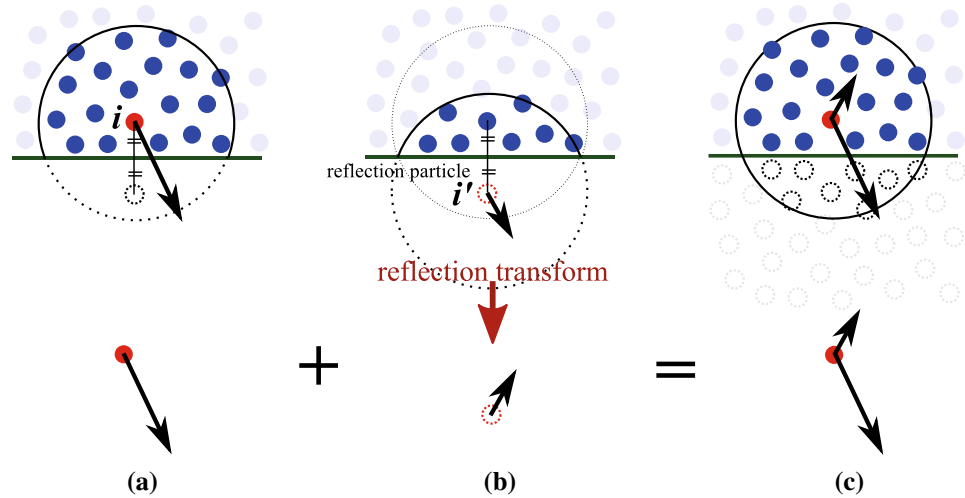 i
reflection particle
i'
reflection transform
+
=
(a)
(b)
(c)